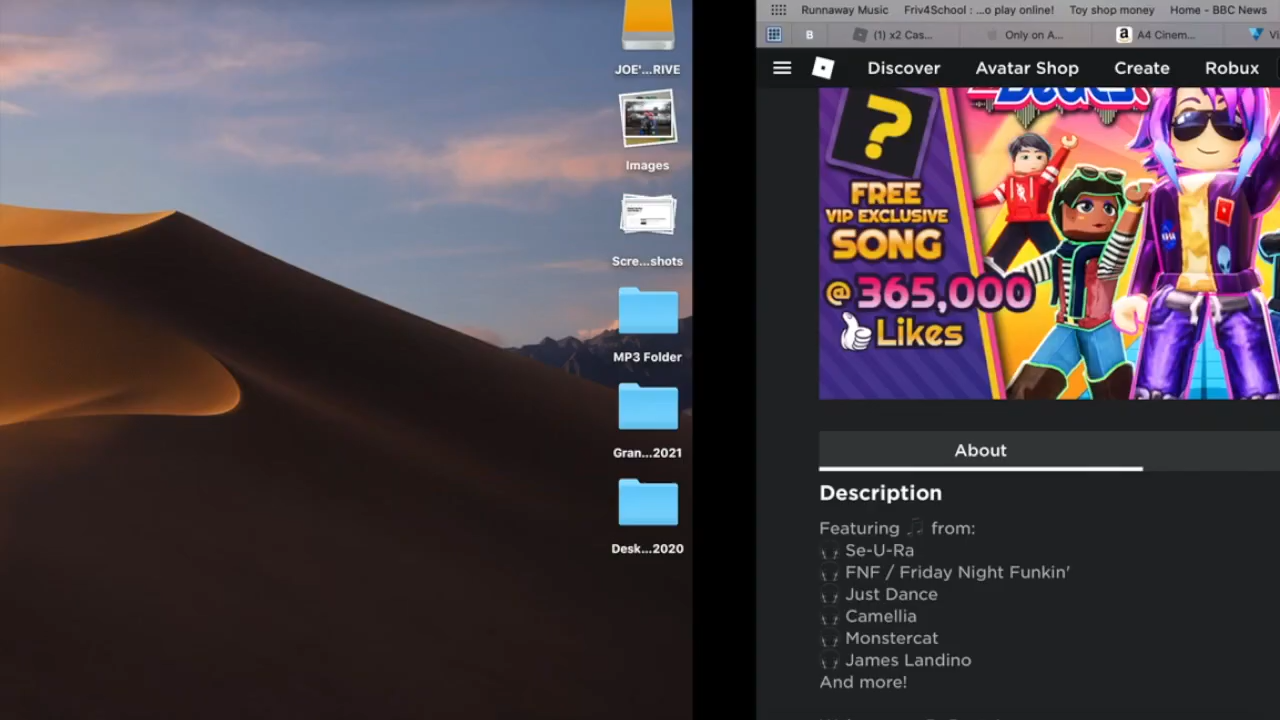 JOE'...RIVE
Images
Scre...shots
MP3 Folder
Gran...2021
Desk...2020
Runnaway Music
Friv4School : ...o play online!
Toy shop money
Home - BBC News
B
(1) x2 Cas...
Only on A...
a
A4 Cinem...
Discover
Avatar Shop
Create
Robux
?
FREE
VIP EXCLUSIVE
SONG
@ 365,000
Likes
About
Description
Featuring 🎵 from:
Se-U-Ra
FNF / Friday Night Funkin'
Just Dance
Camellia
Monstercat
James Landino
And more!